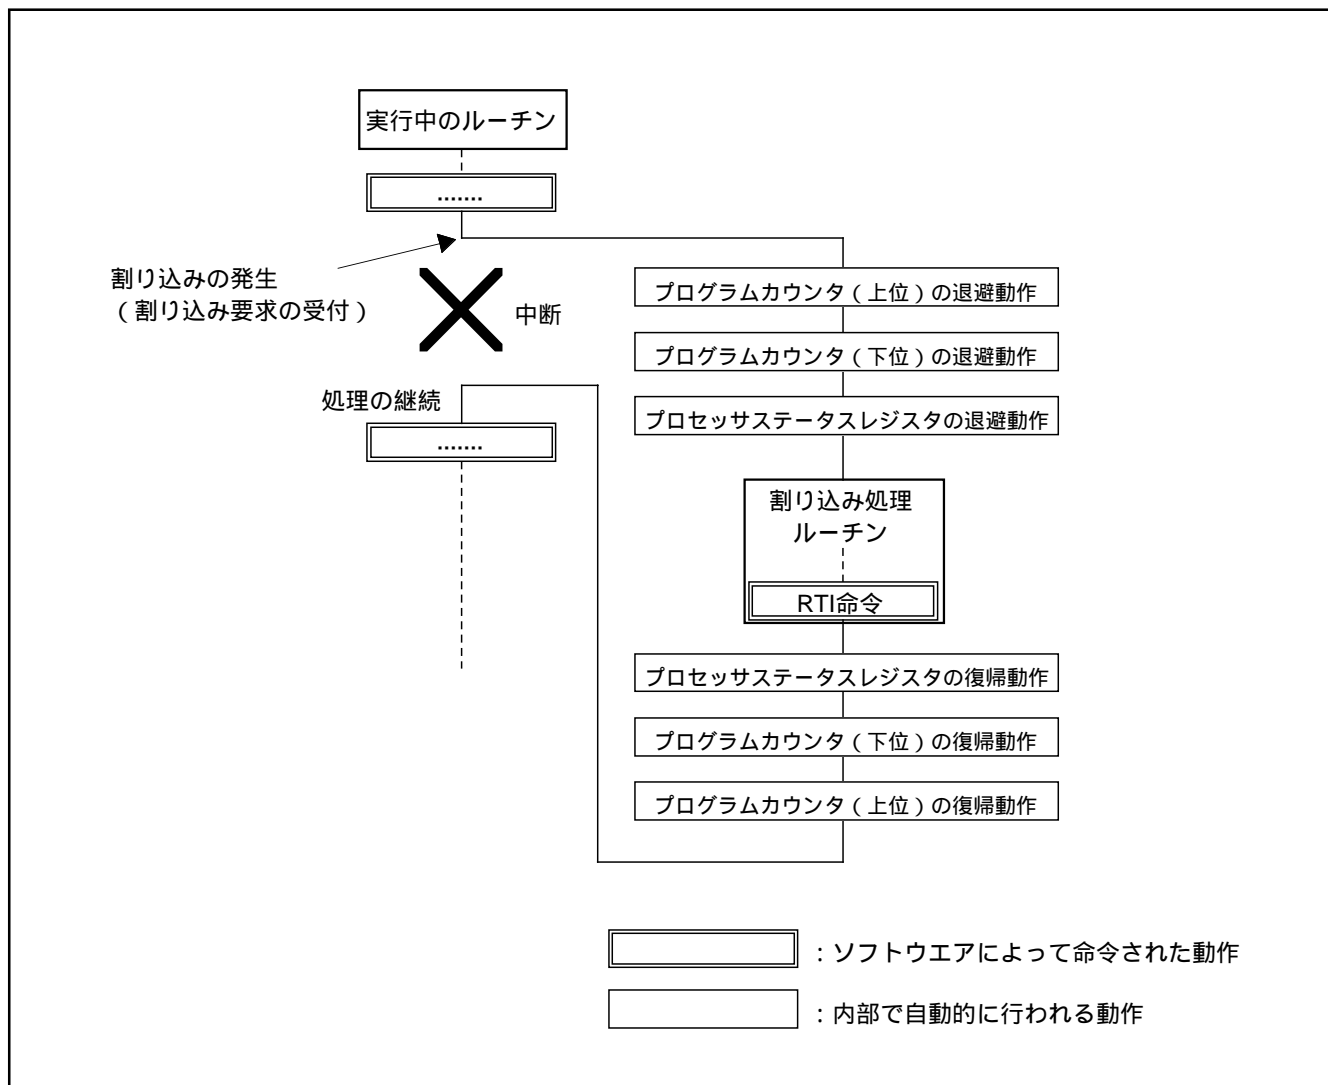 実行中のルーチン
.......
割り込みの発生
（割り込み要求の受付）
中断
処理の継続
.......
プログラムカウンタ（上位）の退避動作
プログラムカウンタ（下位）の退避動作
プロセッサステータスレジスタの退避動作
割り込み処理
ルーチン
RTI命令
プロセッサステータスレジスタの復帰動作
プログラムカウンタ（下位）の復帰動作
プログラムカウンタ（上位）の復帰動作
：ソフトウエアによって命令された動作
：内部で自動的に行われる動作